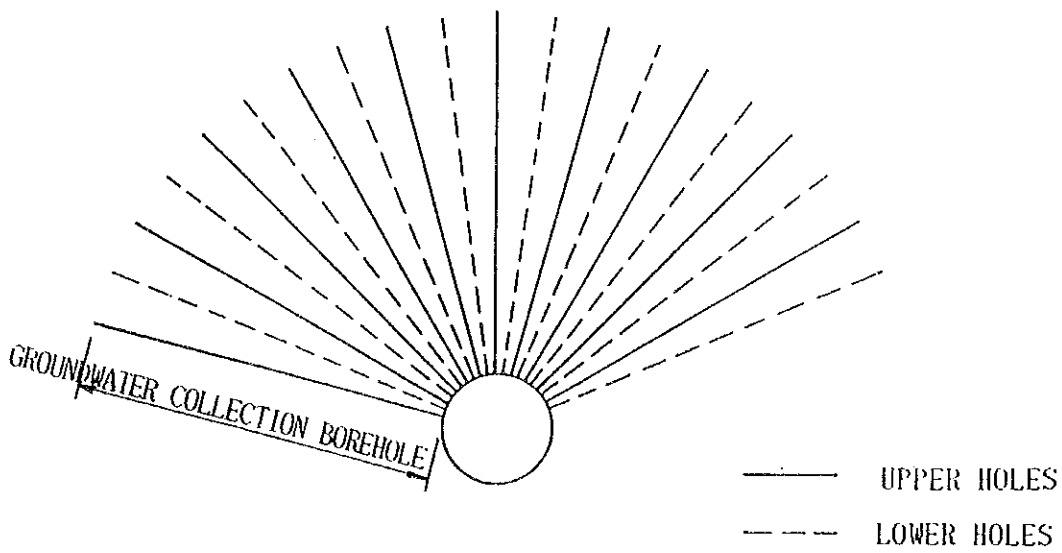 GROUNDWATER COLLECTION BOREHOLE
UPPER HOLES
LOWER HOLES